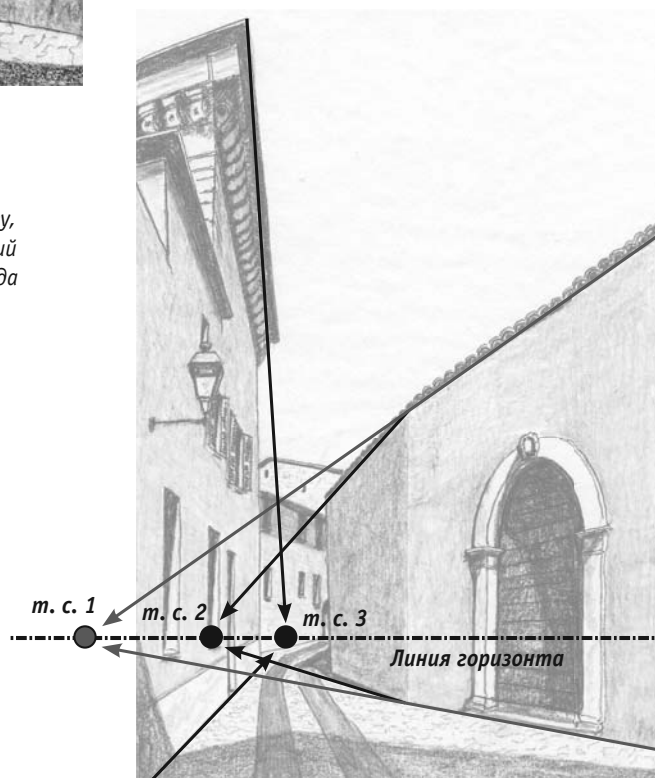 у,
ий
да
т. с. 1
т. с. 2
т. с. 3
Линия горизонта